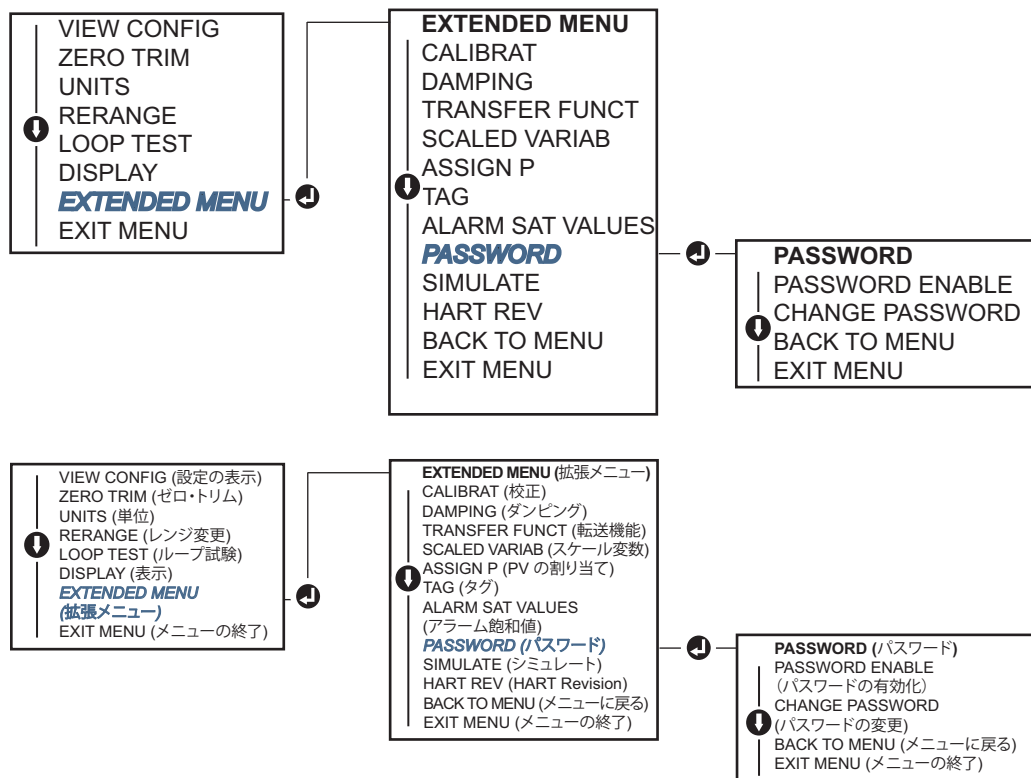 VIEW CONFIG
ZERO TRIM
UNITS
RERANGE
LOOP TEST
DISPLAY
EXTENDED MENU
EXIT MENU
EXTENDED MENU
CALIBRAT
DAMPING
TRANSFER FUNCT
SCALED VARIAB
ASSIGN P
TAG
ALARM SAT VALUES
PASSWORD
SIMULATE
HART REV
BACK TO MENU
EXIT MENU
PASSWORD
PASSWORD ENABLE
CHANGE PASSWORD
BACK TO MENU
EXIT MENU
VIEW CONFIG (設定の表示)
ZERO TRIM (ゼロ・トリム)
UNITS (単位)
RERANGE (レンジ変更)
LOOP TEST (ループ試験)
DISPLAY (表示)
EXTENDED MENU
(拡張メニュー)
EXIT MENU (メニューの終了)
EXTENDED MENU (拡張メニュー)
CALIBRAT (校正)
DAMPING (ダンピング)
TRANSFER FUNCT (転送機能)
SCALED VARIAB (スケール変数)
ASSIGN P (PV の割り当て)
TAG (タグ)
ALARM SAT VALUES
(アラーム飽和値)
PASSWORD (パスワード)
SIMULATE (シミュレート)
HART REV (HART Revision)
BACK TO MENU (メニューに戻る)
EXIT MENU (メニューの終了)
PASSWORD (パスワード)
PASSWORD ENABLE
（パスワードの有効化）
CHANGE PASSWORD
(パスワードの変更)
BACK TO MENU (メニューに戻る)
EXIT MENU (メニューの終了)